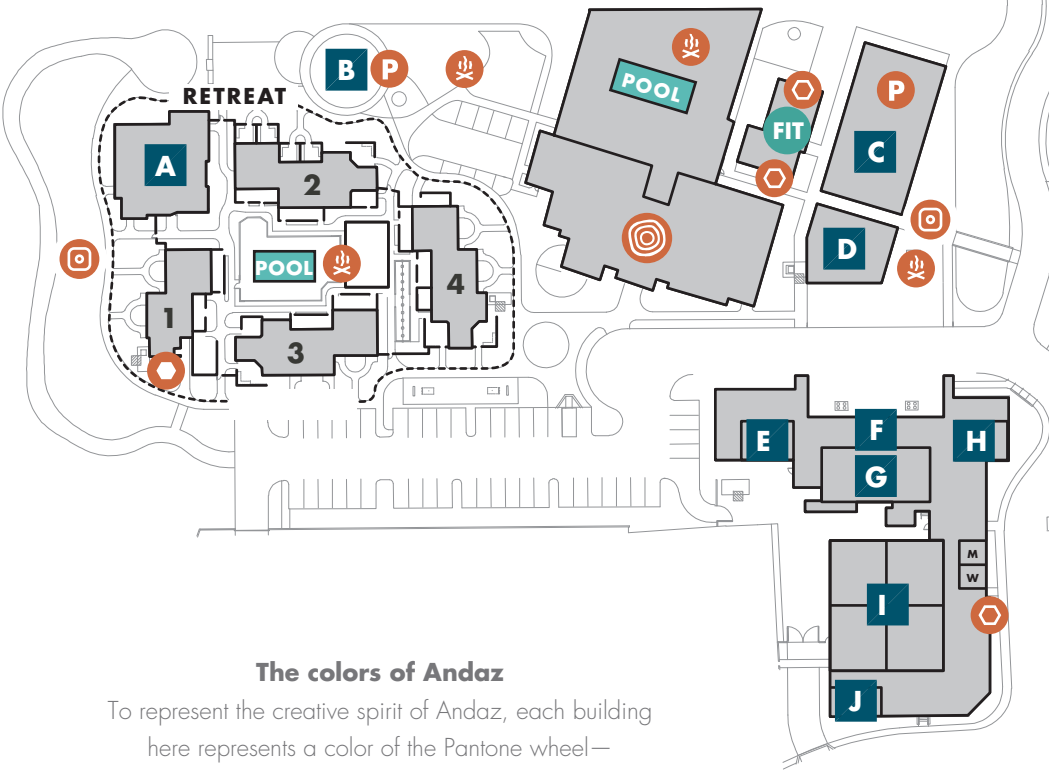 B
P
RETREAT
POOL
FIT
P
C
A
2
D
POOL
4
1
3
E
F
H
G
M
W
I
J
The colors of Andaz
To represent the creative spirit of Andaz, each building
here represents a color of the Pantone wheel—